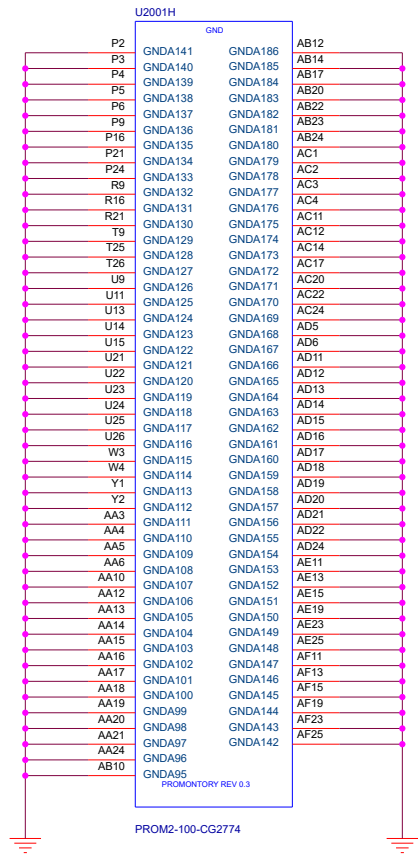 U2001H
GND
P2 GNDA141 GNDA186 AB12
P3 GNDA140 GNDA185 AB14
P4 GNDA139 GNDA184 AB17
P5 GNDA138 GNDA183 AB20
P6 GNDA137 GNDA182 AB22
P9 GNDA136 GNDA181 AB23
P16 GNDA135 GNDA180 AB24
P21 GNDA134 GNDA179 AC1
P24 GNDA133 GNDA178 AC2
R9 GNDA132 GNDA177 AC3
R16 GNDA131 GNDA176 AC4
R21 GNDA130 GNDA175 AC11
T9 GNDA129 GNDA174 AC12
T25 GNDA128 GNDA173 AC14
T26 GNDA127 GNDA172 AC17
U9 GNDA126 GNDA171 AC20
U11 GNDA125 GNDA170 AC22
U13 GNDA124 GNDA169 AC24
U14 GNDA123 GNDA168 AD5
U15 GNDA122 GNDA167 AD6
U21 GNDA121 GNDA166 AD11
U22 GNDA120 GNDA165 AD12
U23 GNDA119 GNDA164 AD13
U24 GNDA118 GNDA163 AD14
U25 GNDA117 GNDA162 AD15
U26 GNDA116 GNDA161 AD16
W3 GNDA115 GNDA160 AD17
W4 GNDA114 GNDA159 AD18
Y1 GNDA113 GNDA158 AD19
Y2 GNDA112 GNDA157 AD20
AA3 GNDA111 GNDA156 AD21
AA4 GNDA110 GNDA155 AD22
AA5 GNDA109 GNDA154 AD24
AA6 GNDA108 GNDA153 AE11
AA10 GNDA107 GNDA152 AE13
AA12 GNDA106 GNDA151 AE15
AA13 GNDA105 GNDA150 AE19
AA14 GNDA104 GNDA149 AE23
AA15 GNDA103 GNDA148 AE25
AA16 GNDA102 GNDA147 AF11
AA17 GNDA101 GNDA146 AF13
AA18 GNDA100 GNDA145 AF15
AA19 GNDA99 GNDA144 AF19
AA20 GNDA98 GNDA143 AF23
AA21 GNDA97 GNDA142 AF25
AA24 GNDA96
AB10 GNDA95
PROMONTORY REV 0.3
PROM2-100-CG2774